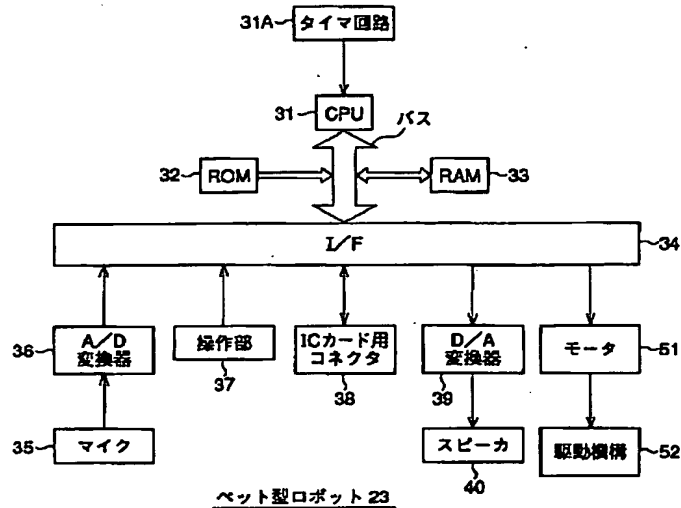 31A タイマ回路
31 CPU
バス
32 ROM
RAM 33
I/F 34
36 A/D
変換器
操作部
37
ICカード用
コネクタ
38
D/A
変換器
39
モータ 51
35 マイク
スピーカ
40
駆動機構 52
ペット型ロボット 23